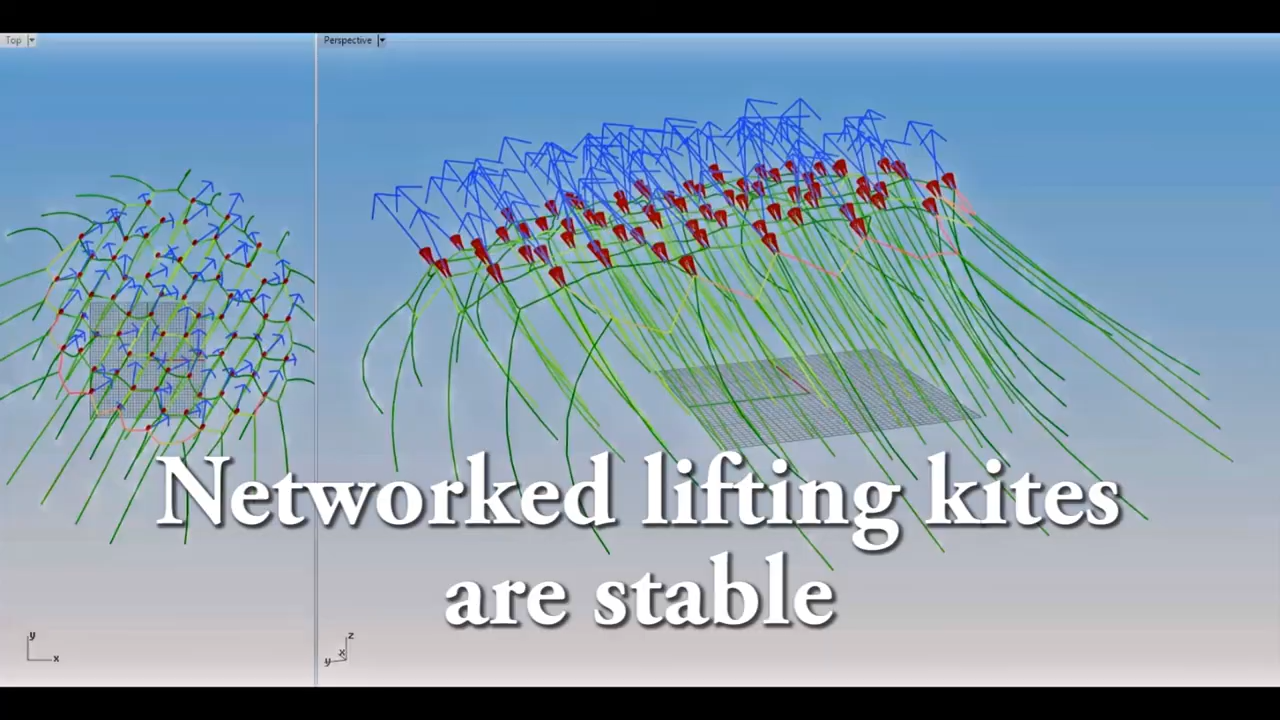 Top
Perspective
Networked lifting kites
are stable
y
x
z
x
y